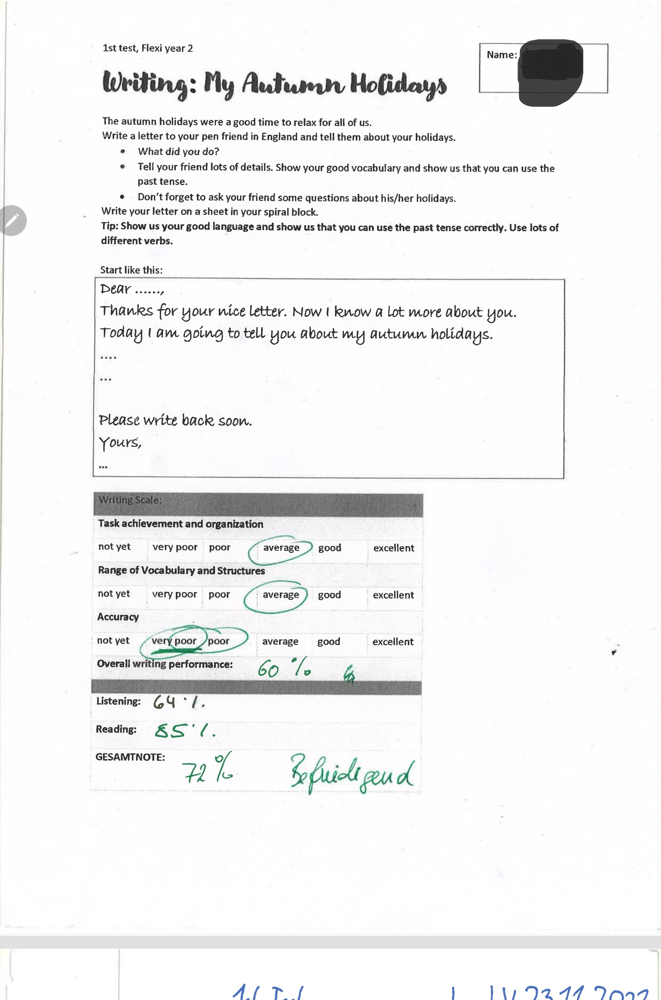 1st test, Flexi year 2
Name:
Writing: My Autumn Holidays
The autumn holidays were a good time to relax for all of us.
Write a letter to your pen friend in England and tell them about your holidays.
• What did you do?
• Tell your friend lots of details. Show your good vocabulary and show us that you can use the
past tense.
• Don't forget to ask your friend some questions about his/her holidays.
Write your letter on a sheet in your spiral block.
Tip: Show us your good language and show us that you can use the past tense correctly. Use lots of
different verbs.
Start like this:
Dear ......,
Thanks for your nice letter. Now I know a lot more about you.
Today I am going to tell you about my autumn holidays.
....
...
Please write back soon.
Yours,
...
Writing Scale:
Task achievement and organization
not yet very poor poor average good excellent
Range of Vocabulary and Structures
not yet very poor poor average good excellent
Accuracy
not yet very poor poor average good excellent
Overall writing performance: 60 %
Listening: 64 %
Reading: 85 %
GESAMTNOTE: 72 % Befriedigend
23.11.2022